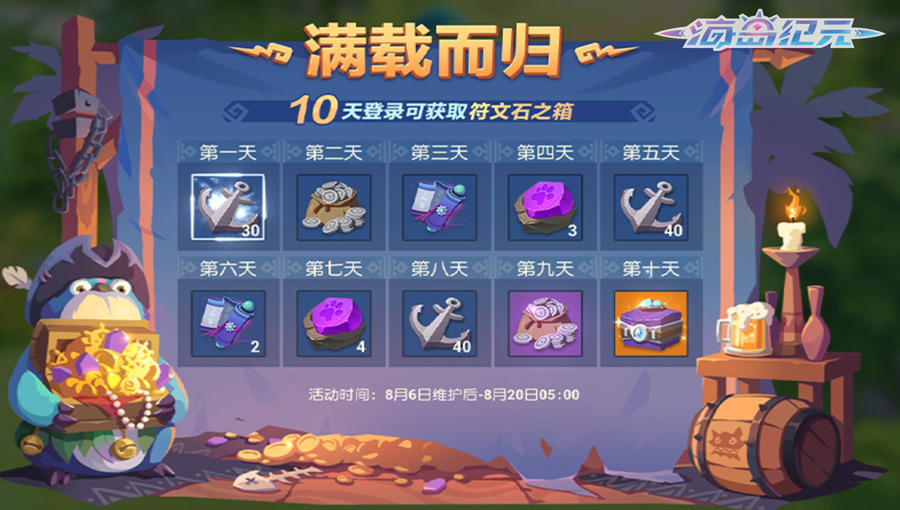 海岛纪元
满载而归
10天登录可获取符文石之箱
第一天 第二天 第三天 第四天 第五天
30 3 40
第六天 第七天 第八天 第九天 第十天
2 4 40
活动时间：8月6日维护后-8月20日05:00